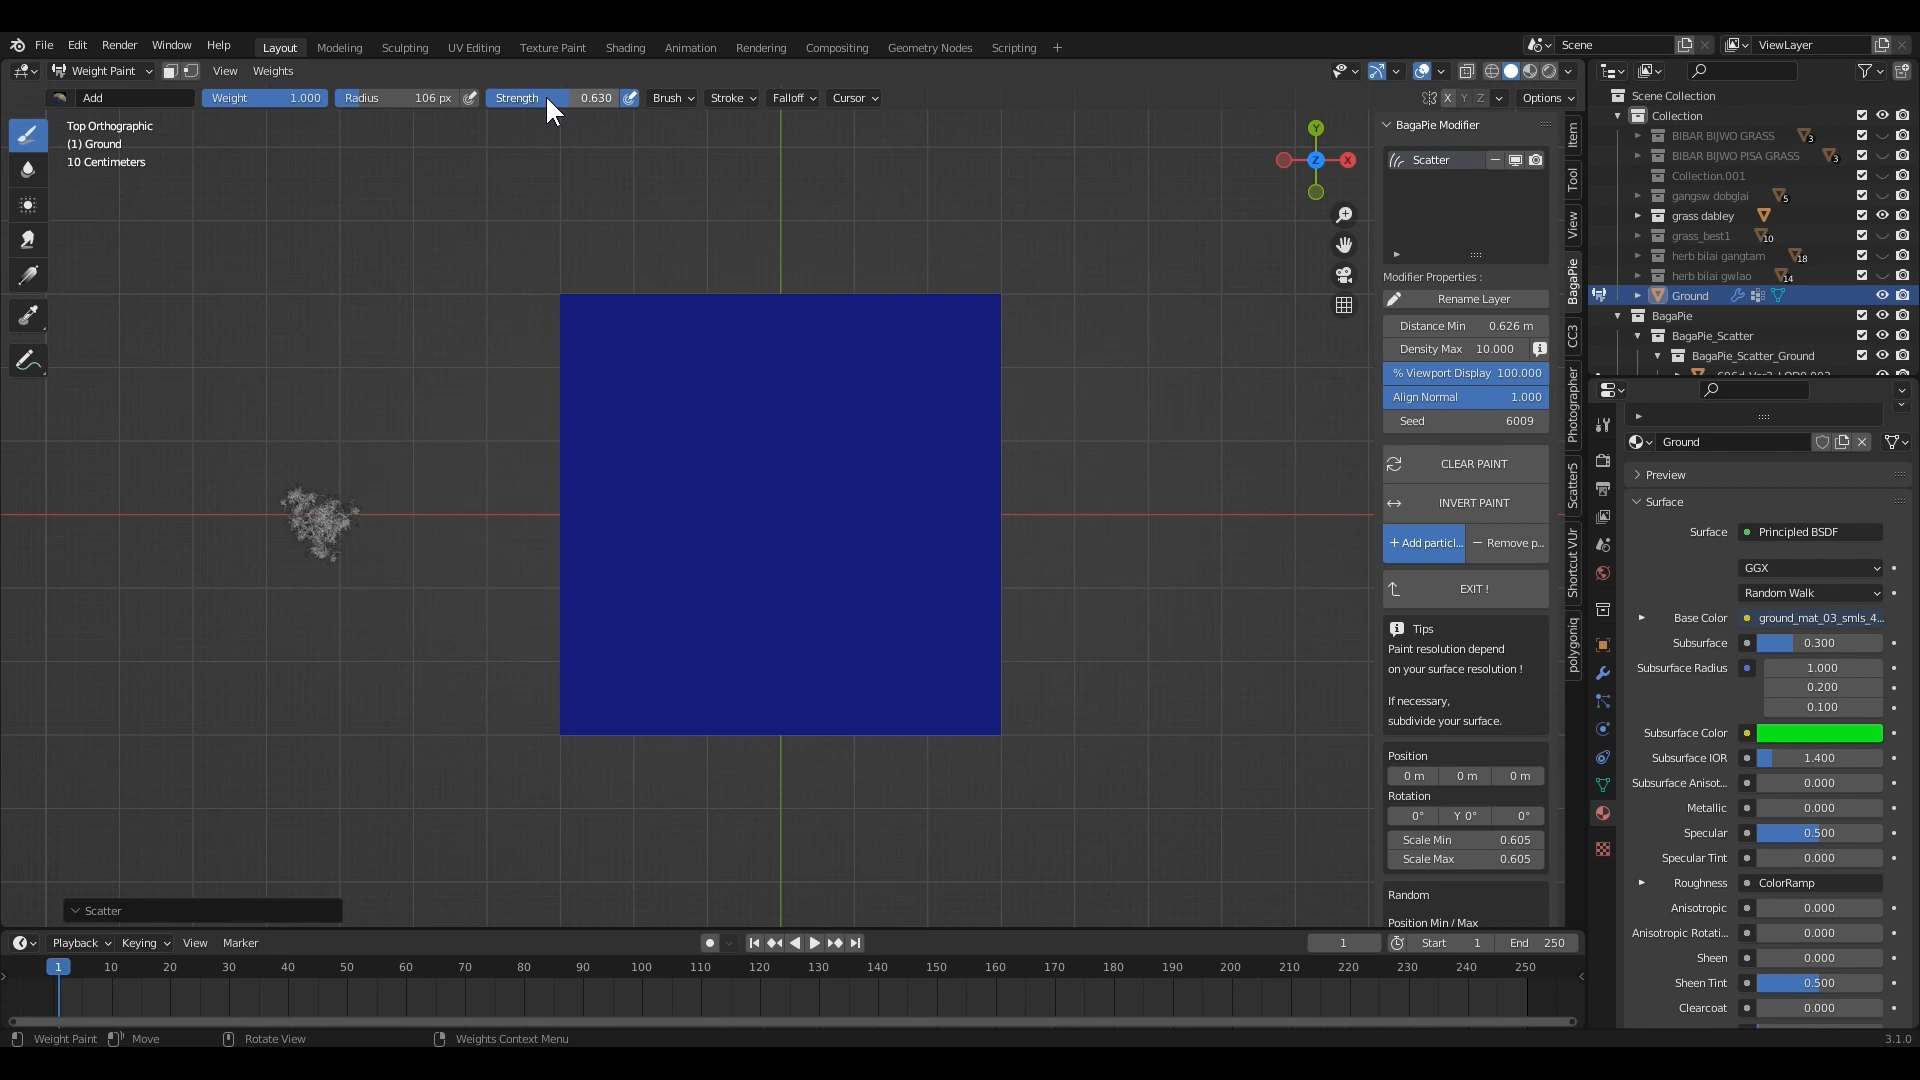 File Edit Render Window Help Layout Modeling Sculpting UV Editing Texture Paint Shading Animation Rendering Compositing Geometry Nodes Scripting + Scene ViewLayer
Weight Paint View Weights
Add Weight 1.000 Radius 106 px Strength 0.630 Brush Stroke Falloff Cursor X Y Z Options
Top Orthographic
(1) Ground
10 Centimeters
Y
Z X
BagaPie Modifier
Scatter
Modifier Properties :
Rename Layer
Distance Min 0.626 m
Density Max 10.000
% Viewport Display 100.000
Align Normal 1.000
Seed 6009
CLEAR PAINT
INVERT PAINT
+ Add particl... − Remove p...
EXIT !
Tips
Paint resolution depend
on your surface resolution !
If necessary,
subdivide your surface.
Position
0 m 0 m 0 m
Rotation
0° Y 0° 0°
Scale Min 0.605
Scale Max 0.605
Random
Position Min / Max
Item
Tool
View
BagaPie
CC3
Photographer
Scatter5
Shortcut VUr
polygoniq
Scene Collection
Collection
BIBAR BIJWO GRASS 3
BIBAR BIJWO PISA GRASS 3
Collection.001
gangsw dobglai 5
grass dabley
grass_best1 10
herb bilai gangtam 18
herb bilai gwlao 14
Ground
BagaPie
BagaPie_Scatter
BagaPie_Scatter_Ground
Ground
Preview
Surface
Surface Principled BSDF
GGX
Random Walk
Base Color ground_mat_03_smls_4...
Subsurface 0.300
Subsurface Radius 1.000
0.200
0.100
Subsurface Color
Subsurface IOR 1.400
Subsurface Anisot... 0.000
Metallic 0.000
Specular 0.500
Specular Tint 0.000
Roughness ColorRamp
Anisotropic 0.000
Anisotropic Rotati... 0.000
Sheen 0.000
Sheen Tint 0.500
Clearcoat 0.000
Scatter
Playback Keying View Marker 1 Start 1 End 250
1 10 20 30 40 50 60 70 80 90 100 110 120 130 140 150 160 170 180 190 200 210 220 230 240 250
Weight Paint Move Rotate View Weights Context Menu 3.1.0